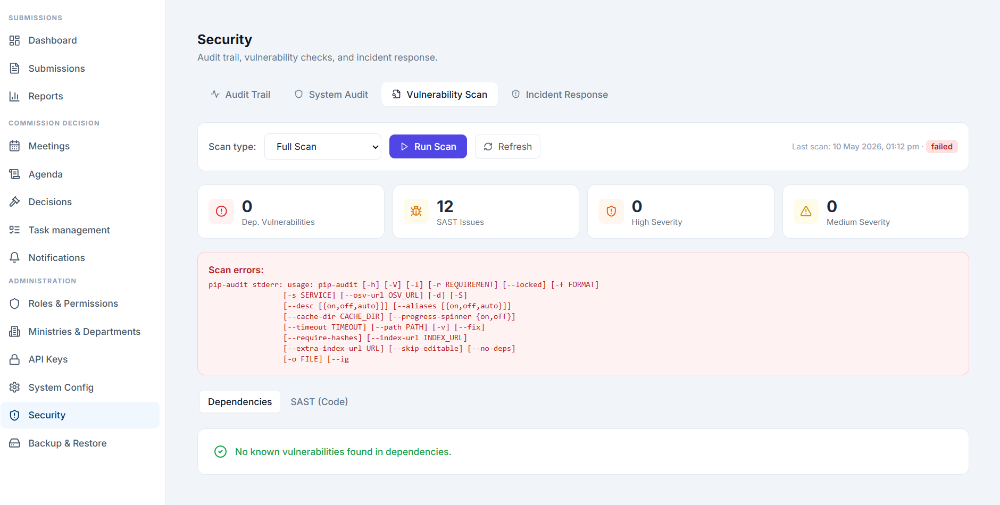 SUBMISSIONS
Dashboard
Submissions
Reports
COMMISSION DECISION
Meetings
Agenda
Decisions
Task management
Notifications
ADMINISTRATION
Roles & Permissions
Ministries & Departments
API Keys
System Config
Security
Backup & Restore
Security
Audit trail, vulnerability checks, and incident response.
Audit Trail
System Audit
Vulnerability Scan
Incident Response
Scan type:
Full Scan
Run Scan
Refresh
Last scan: 10 May 2026, 01:12 pm · failed
0
Dep. Vulnerabilities
12
SAST Issues
0
High Severity
0
Medium Severity
Scan errors:
pip-audit stderr: usage: pip-audit [-h] [-V] [-l] [-r REQUIREMENT] [--locked] [-f FORMAT]
[-s SERVICE] [--osv-url OSV_URL] [-d] [-S]
[--desc [{on,off,auto}]] [--aliases [{on,off,auto}]]
[--cache-dir CACHE_DIR] [--progress-spinner {on,off}]
[--timeout TIMEOUT] [--path PATH] [-v] [--fix]
[--require-hashes] [--index-url INDEX_URL]
[--extra-index-url URL] [--skip-editable] [--no-deps]
[-o FILE] [--ig
Dependencies
SAST (Code)
No known vulnerabilities found in dependencies.